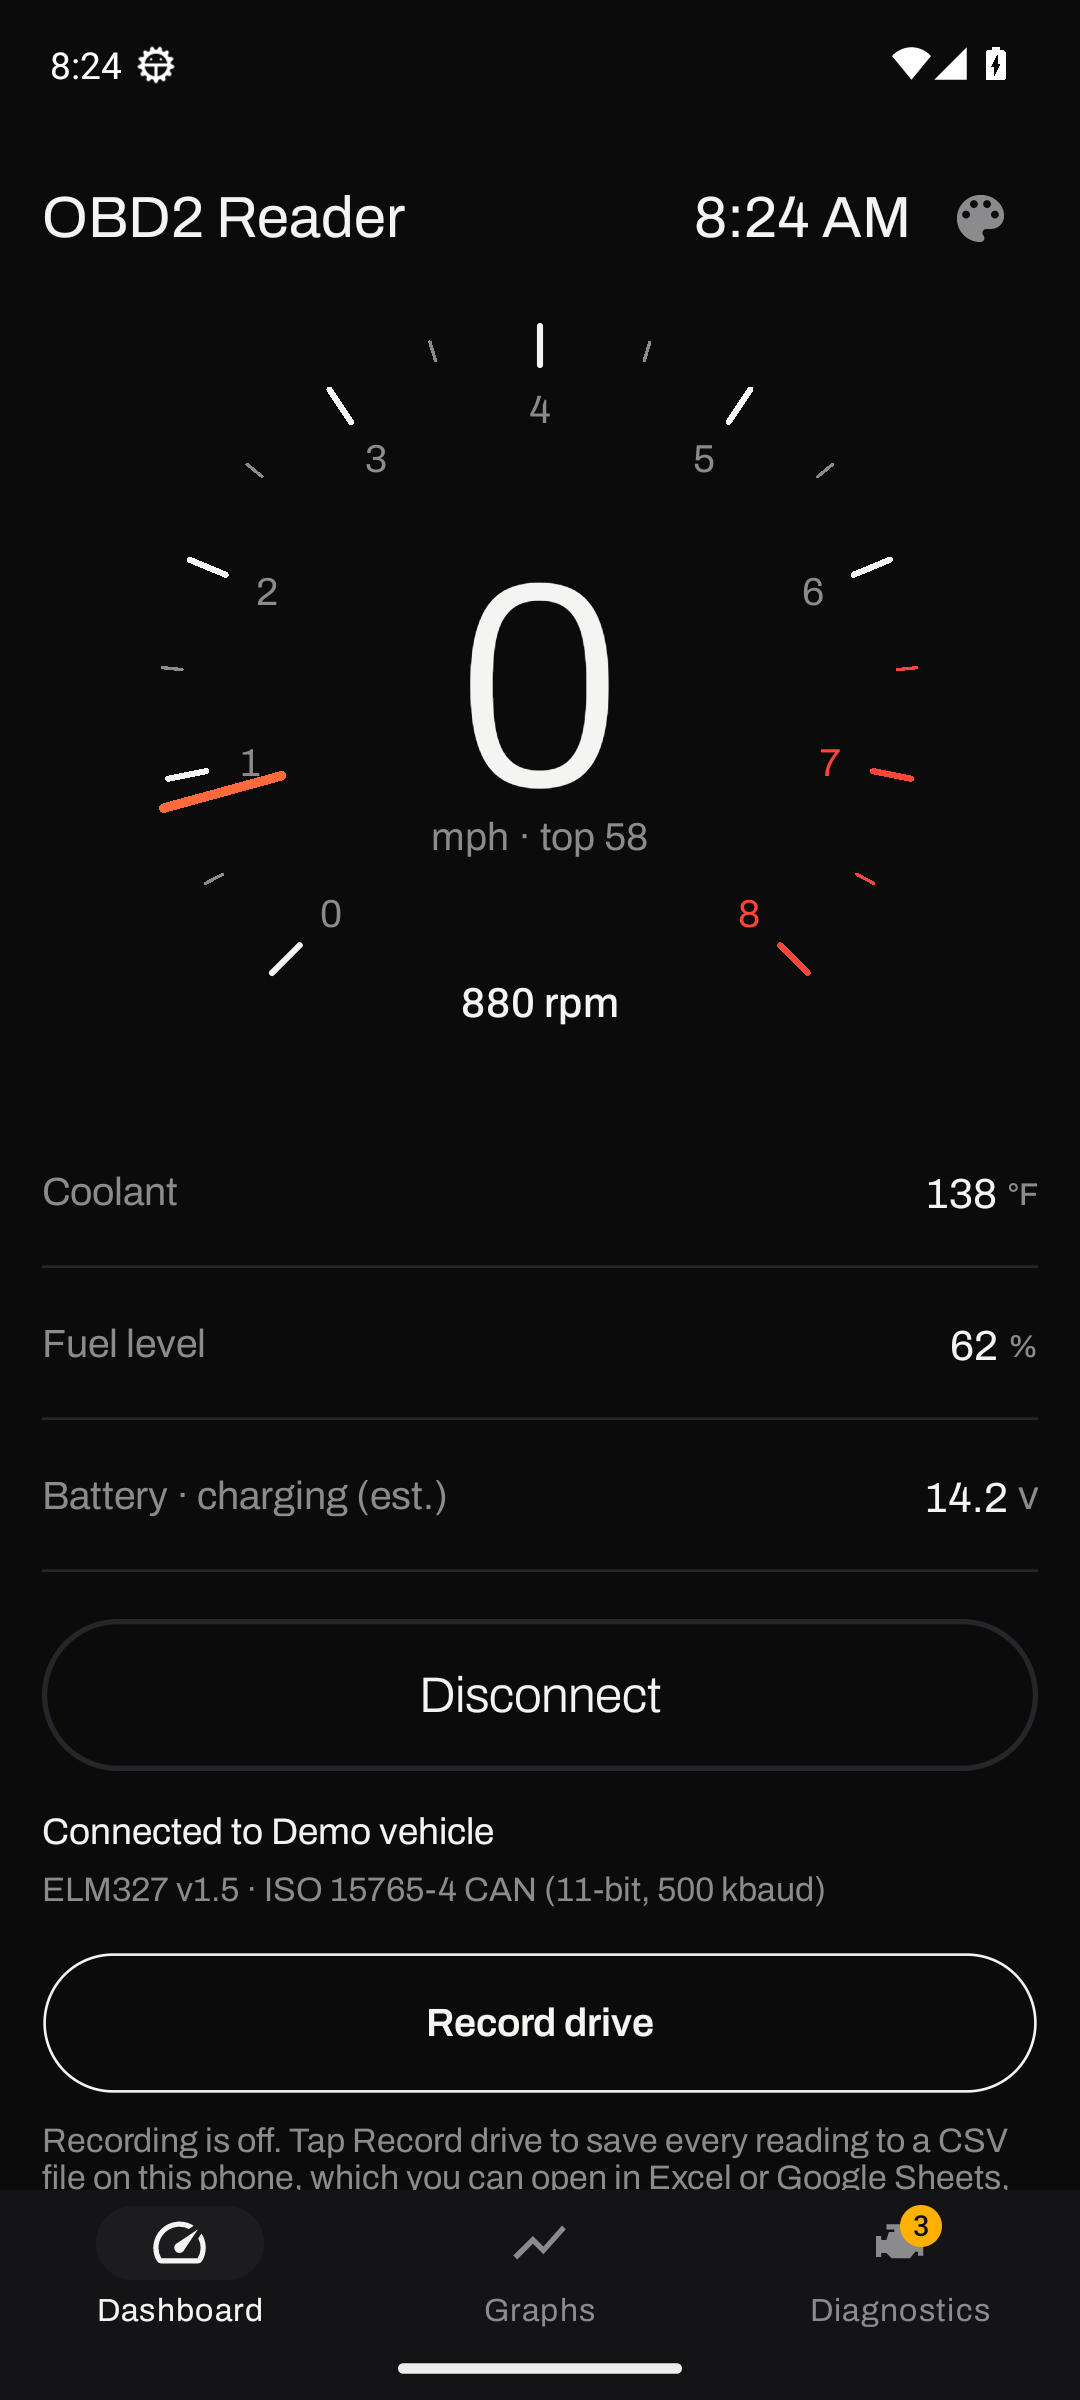 8:24
OBD2 Reader
8:24 AM
4
3
5
2
6
1
7
0
8
0
mph · top 58
880 rpm
Coolant
138 °F
Fuel level
62 %
Battery · charging (est.)
14.2 V
Disconnect
Connected to Demo vehicle
ELM327 v1.5 · ISO 15765-4 CAN (11-bit, 500 kbaud)
Record drive
Recording is off. Tap Record drive to save every reading to a CSV
file on this phone, which you can open in Excel or Google Sheets,
3
Dashboard
Graphs
Diagnostics